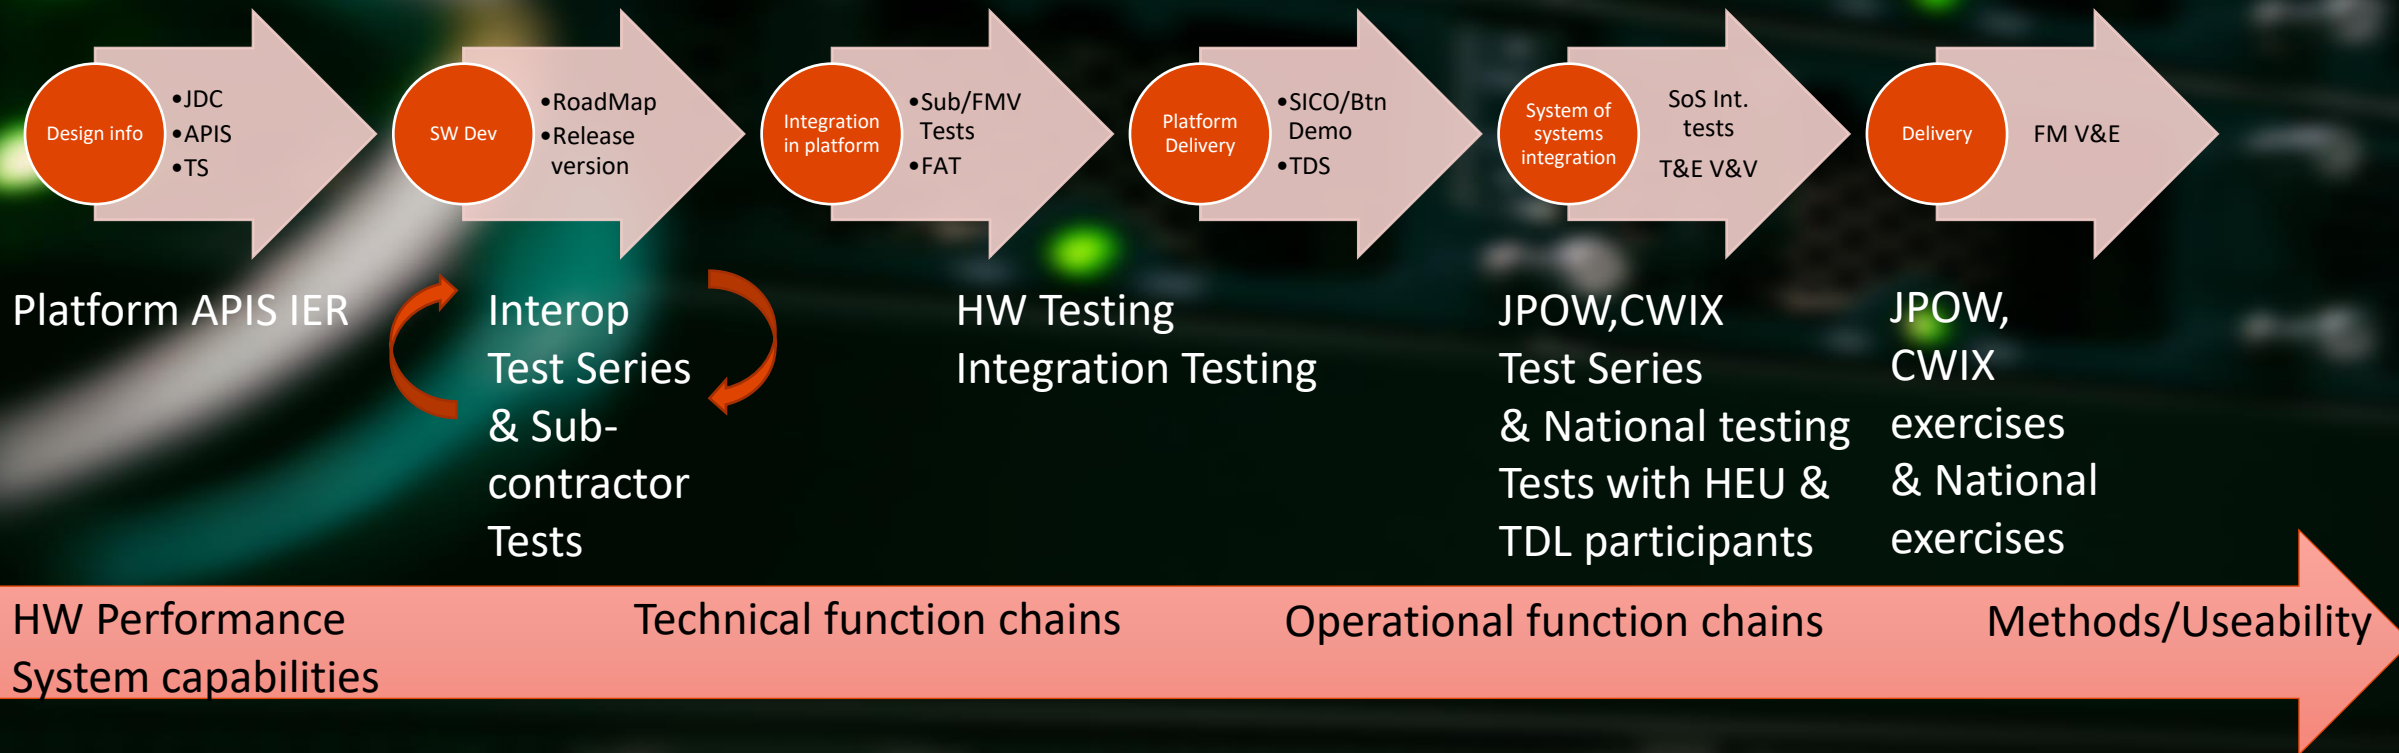 Design info
•JDC
•APIS
•TS
SW Dev
•RoadMap
•Release
version
Integration
in platform
•Sub/FMV
Tests
•FAT
Platform
Delivery
•SICO/Btn
Demo
•TDS
System of
systems
integration
SoS Int.
tests
T&E V&V
Delivery
FM V&E
Platform APIS IER
Interop
Test Series
& Sub-
contractor
Tests
HW Testing
Integration Testing
JPOW,CWIX
Test Series
& National testing
Tests with HEU &
TDL participants
JPOW,
CWIX
exercises
& National
exercises
HW Performance
System capabilities
Technical function chains
Operational function chains
Methods/Useability